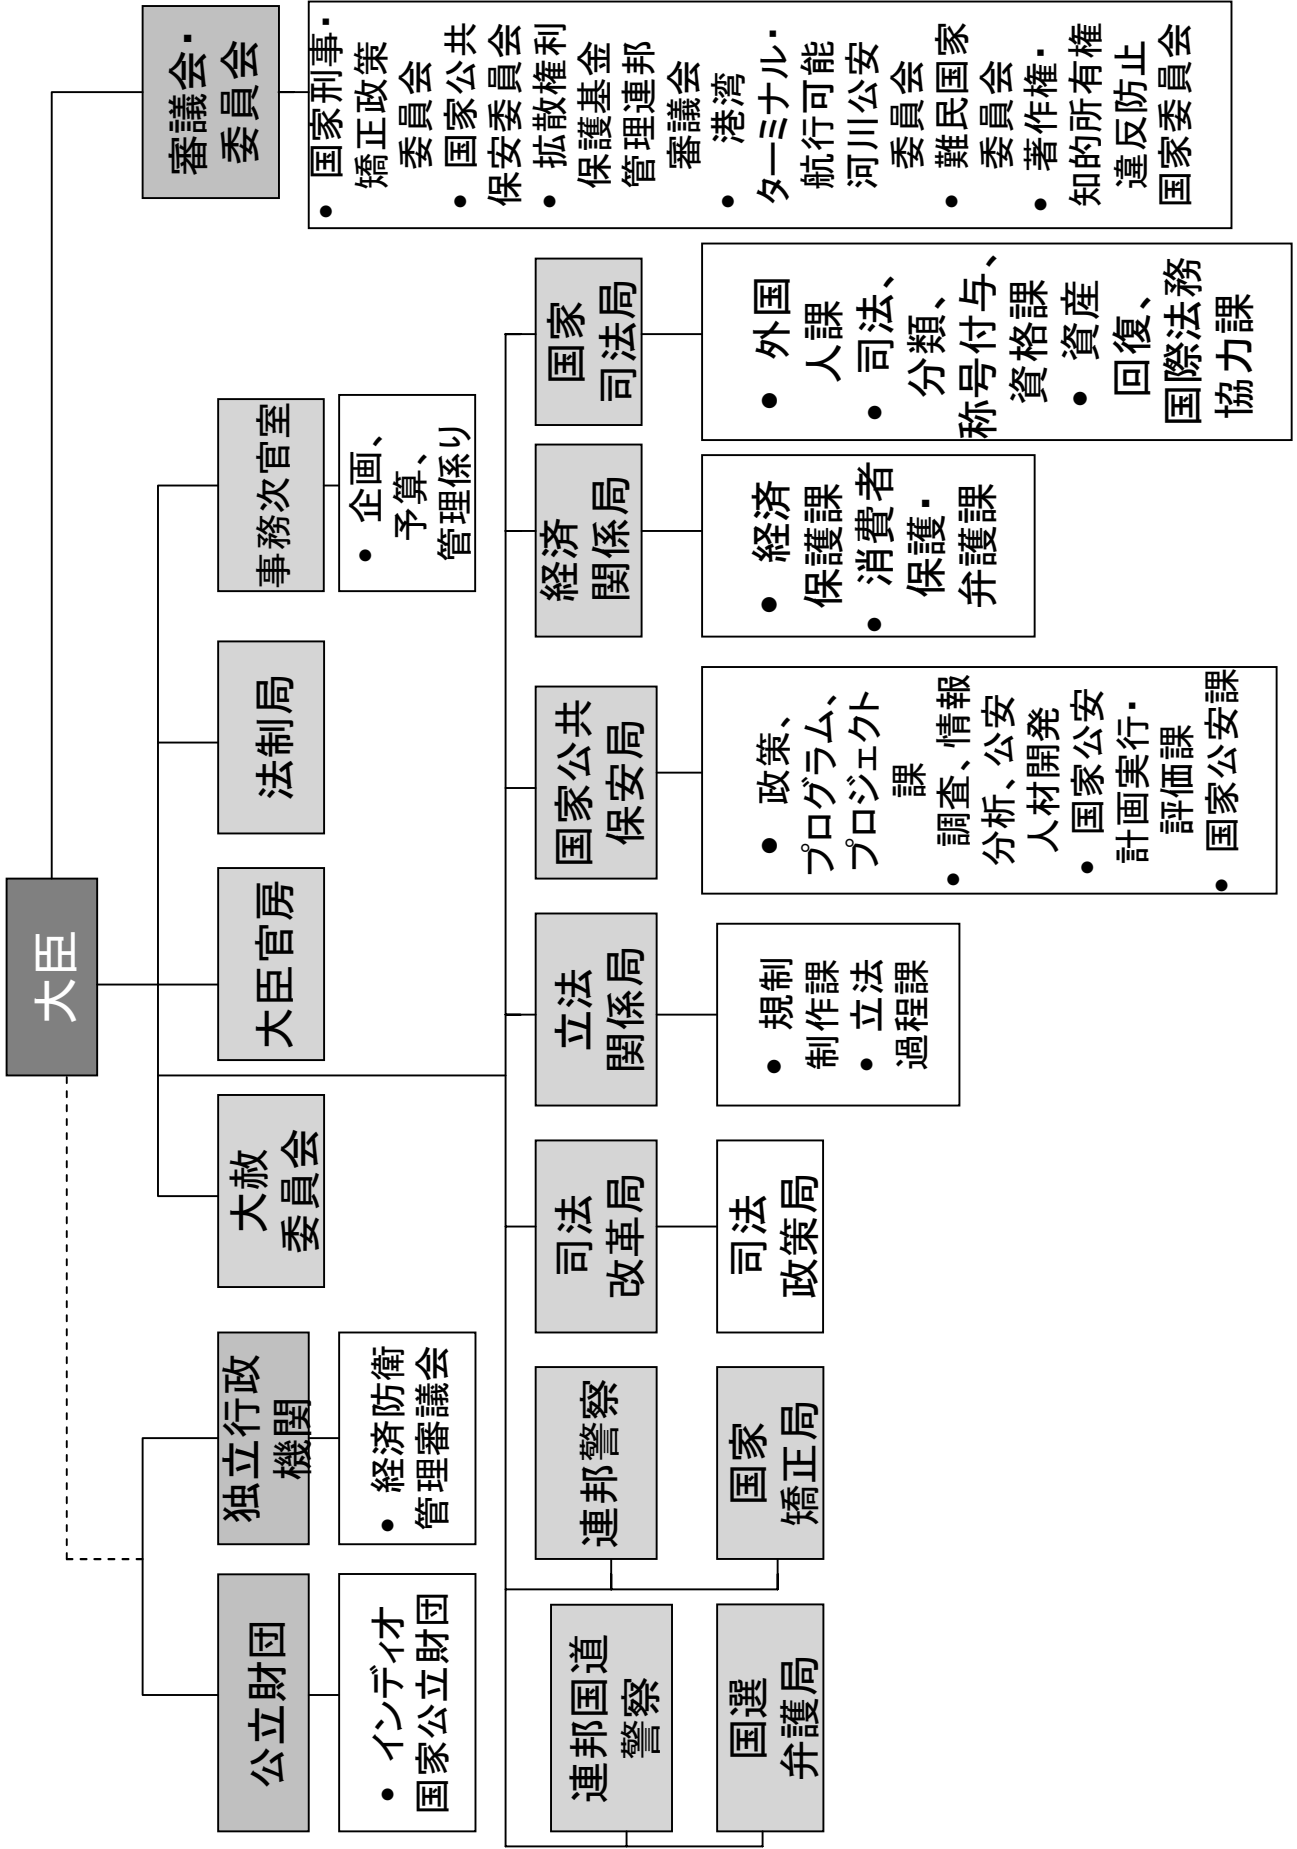 大臣
審議会・
委員会
• 国家刑事・
矯正政策
委員会
• 国家公共
保安委員会
• 拡散権利
保護基金
管理連邦
審議会
• 港湾
ターミナル・
航行可能
河川公安
委員会
• 難民国家
委員会
• 著作権・
知的所有権
違反防止
国家委員会
公立財団
• インディオ
国家公立財団
独立行政
機関
• 経済防衛
管理審議会
大赦
委員会
大臣官房
法制局
事務次官室
• 企画、
予算、
管理係り
連邦国道
警察
国選
弁護局
連邦警察
国家
矯正局
司法
改革局
司法
政策局
立法
関係局
• 規制
制作課
• 立法
過程課
国家公共
保安局
• 政策、
プログラム、
プロジェクト
課
• 調査、情報
分析、公安
人材開発
• 国家公安
計画実行・
評価課
• 国家公安課
経済
関係局
• 経済
保護課
• 消費者
保護・
弁護課
国家
司法局
• 外国
人課
• 司法、
分類、
称号付与、
資格課
• 資産
回復、
国際法務
協力課